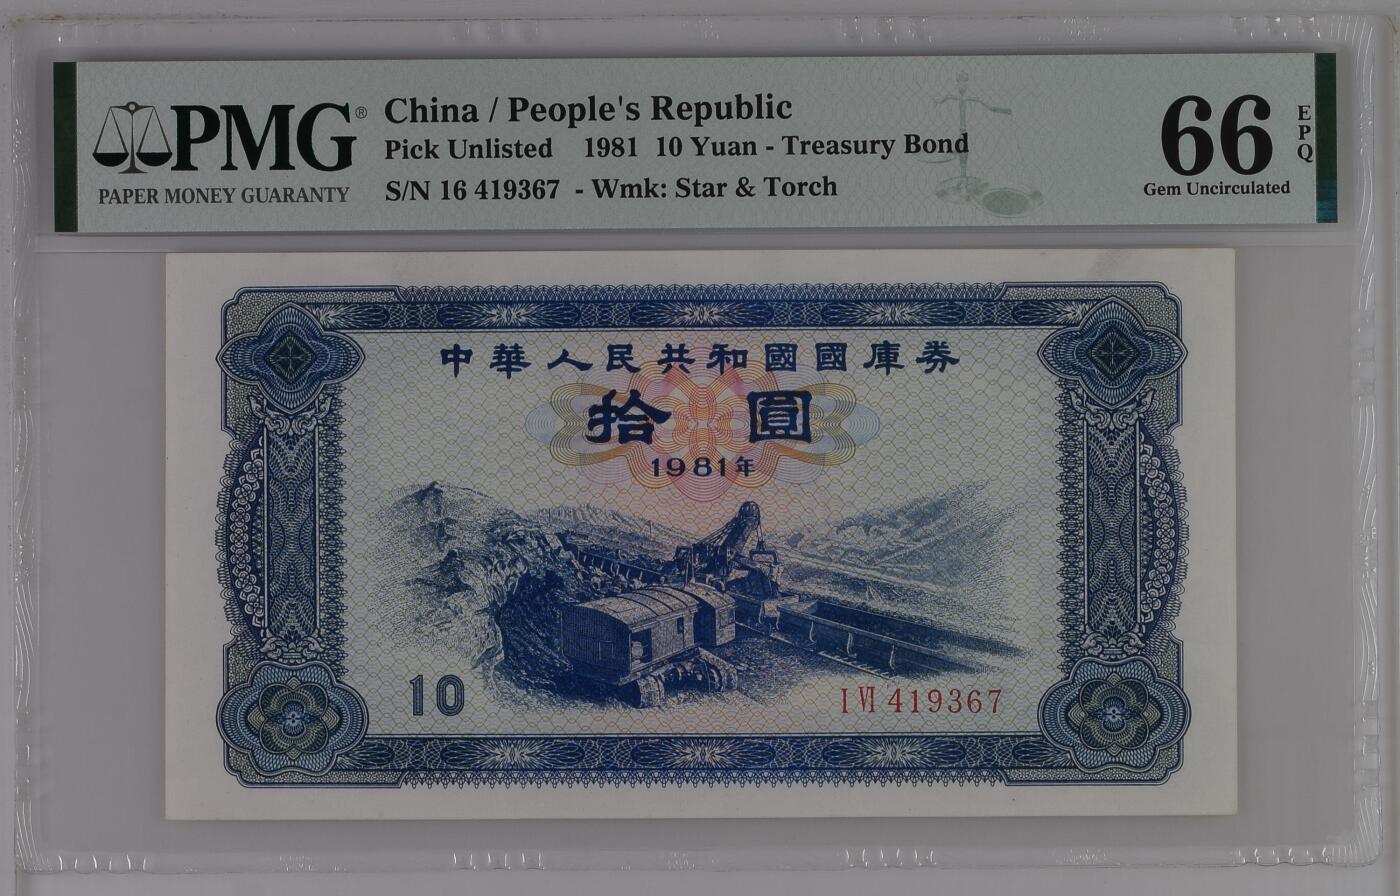 PMG®
PAPER MONEY GUARANTY
China / People's Republic
Pick Unlisted 1981 10 Yuan - Treasury Bond
S/N 16 419367 - Wmk: Star & Torch
66
EPQ
Gem Uncirculated
中華人民共和國國庫券
拾圓
1981年
10
I VI 419367